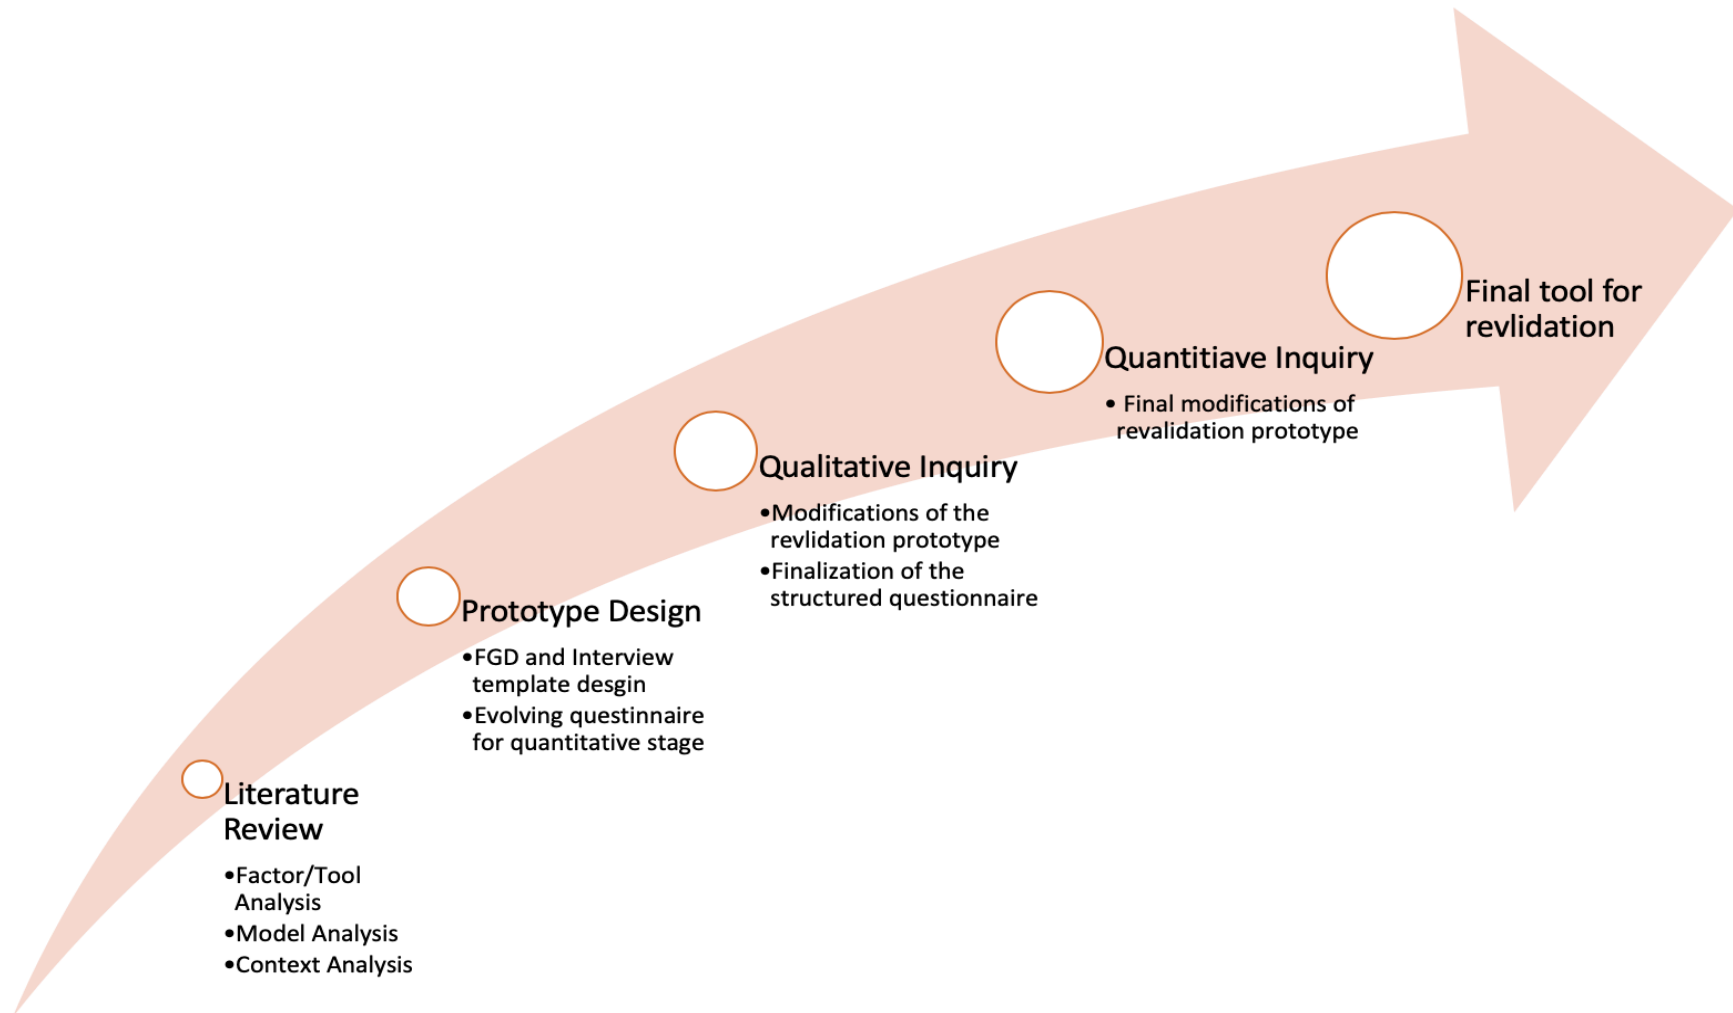 Literature
Review
•Factor/Tool
Analysis
•Model Analysis
•Context Analysis
Prototype Design
•FGD and Interview
template desgin
•Evolving questinnaire
for quantitative stage
Qualitative Inquiry
•Modifications of the
revlidation prototype
•Finalization of the
structured questionnaire
Quantitiave Inquiry
• Final modifications of
revalidation prototype
Final tool for
revlidation